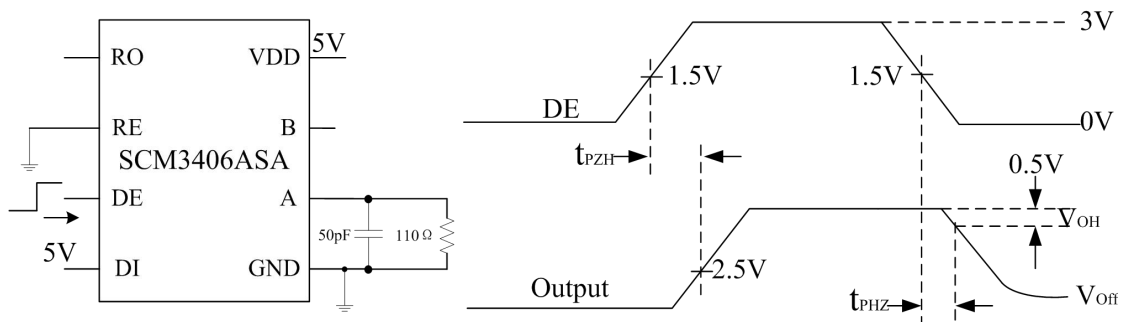 5V
RO
VDD
RE
B
SCM3406ASA
DE
A
50pF
110Ω
5V
DI
GND
3V
1.5V
1.5V
DE
0V
tPZH
0.5V
VOH
2.5V
Output
tPHZ
VOff